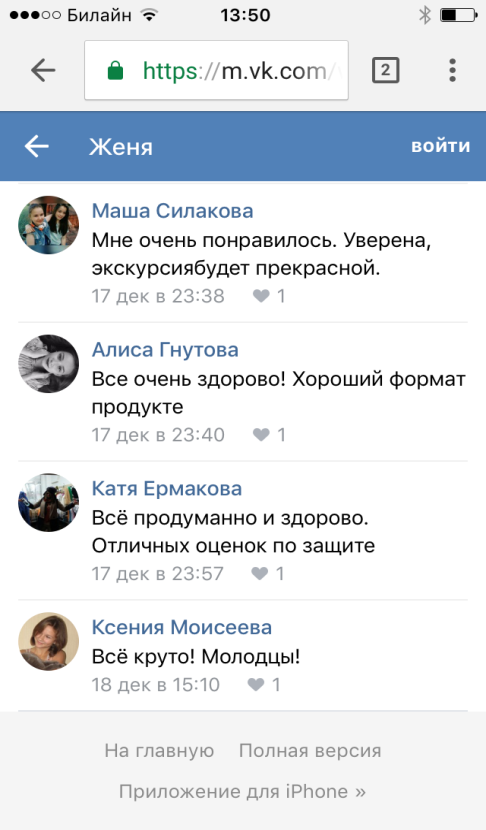 Билайн 13:50
https://m.vk.com/ 2
Женя войти
Маша Силакова
Мне очень понравилось. Уверена,
экскурсиябудет прекрасной.
17 дек в 23:38 1
Алиса Гнутова
Все очень здорово! Хороший формат
продукте
17 дек в 23:40 1
Катя Ермакова
Всё продуманно и здорово.
Отличных оценок по защите
17 дек в 23:57 1
Ксения Моисеева
Всё круто! Молодцы!
18 дек в 15:10 1
На главную Полная версия
Приложение для iPhone »